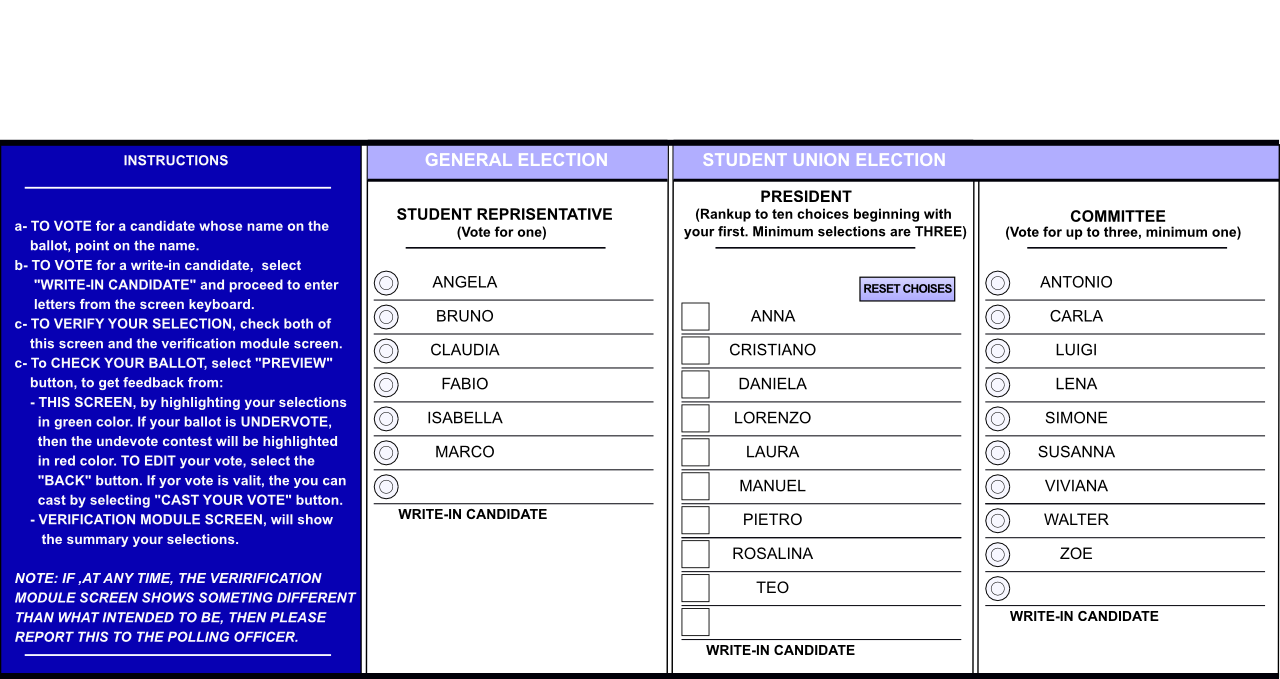 INSTRUCTIONS
a- TO VOTE for a candidate whose name on the
ballot, point on the name.
b- TO VOTE for a write-in candidate, select
"WRITE-IN CANDIDATE" and proceed to enter
letters from the screen keyboard.
c- TO VERIFY YOUR SELECTION, check both of
this screen and the verification module screen.
c- To CHECK YOUR BALLOT, select "PREVIEW"
button, to get feedback from:
- THIS SCREEN, by highlighting your selections
in green color. If your ballot is UNDERVOTE,
then the undevote contest will be highlighted
in red color. TO EDIT your vote, select the
"BACK" button. If yor vote is valit, the you can
cast by selecting "CAST YOUR VOTE" button.
- VERIFICATION MODULE SCREEN, will show
the summary your selections.
NOTE: IF ,AT ANY TIME, THE VERIRIFICATION
MODULE SCREEN SHOWS SOMETING DIFFERENT
THAN WHAT INTENDED TO BE, THEN PLEASE
REPORT THIS TO THE POLLING OFFICER.
GENERAL ELECTION
STUDENT REPRISENTATIVE
(Vote for one)
ANGELA
BRUNO
CLAUDIA
FABIO
ISABELLA
MARCO
WRITE-IN CANDIDATE
STUDENT UNION ELECTION
PRESIDENT
(Rankup to ten choices beginning with
your first. Minimum selections are THREE)
RESET CHOISES
ANNA
CRISTIANO
DANIELA
LORENZO
LAURA
MANUEL
PIETRO
ROSALINA
TEO
WRITE-IN CANDIDATE
COMMITTEE
(Vote for up to three, minimum one)
ANTONIO
CARLA
LUIGI
LENA
SIMONE
SUSANNA
VIVIANA
WALTER
ZOE
WRITE-IN CANDIDATE